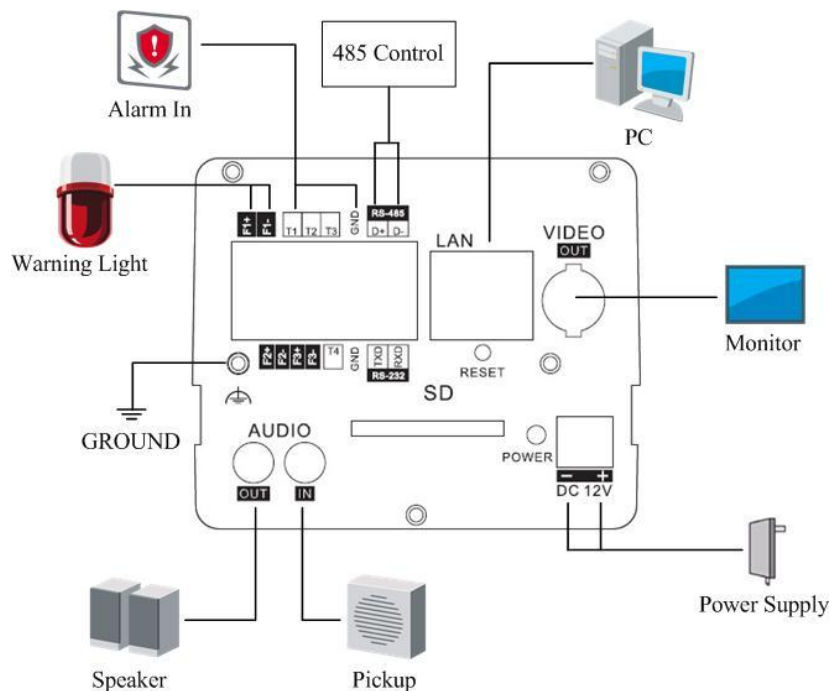 485 Control
Alarm In
PC
Warning Light
F1+
F1-
T1
T2
T3
GND
RS-485
D+
D-
LAN
VIDEO
OUT
Monitor
F2+
F2-
F3+
F3-
T4
GND
TXD
RXD
RS-232
RESET
SD
GROUND
AUDIO
OUT
IN
POWER
- +
DC 12V
Power Supply
Speaker
Pickup